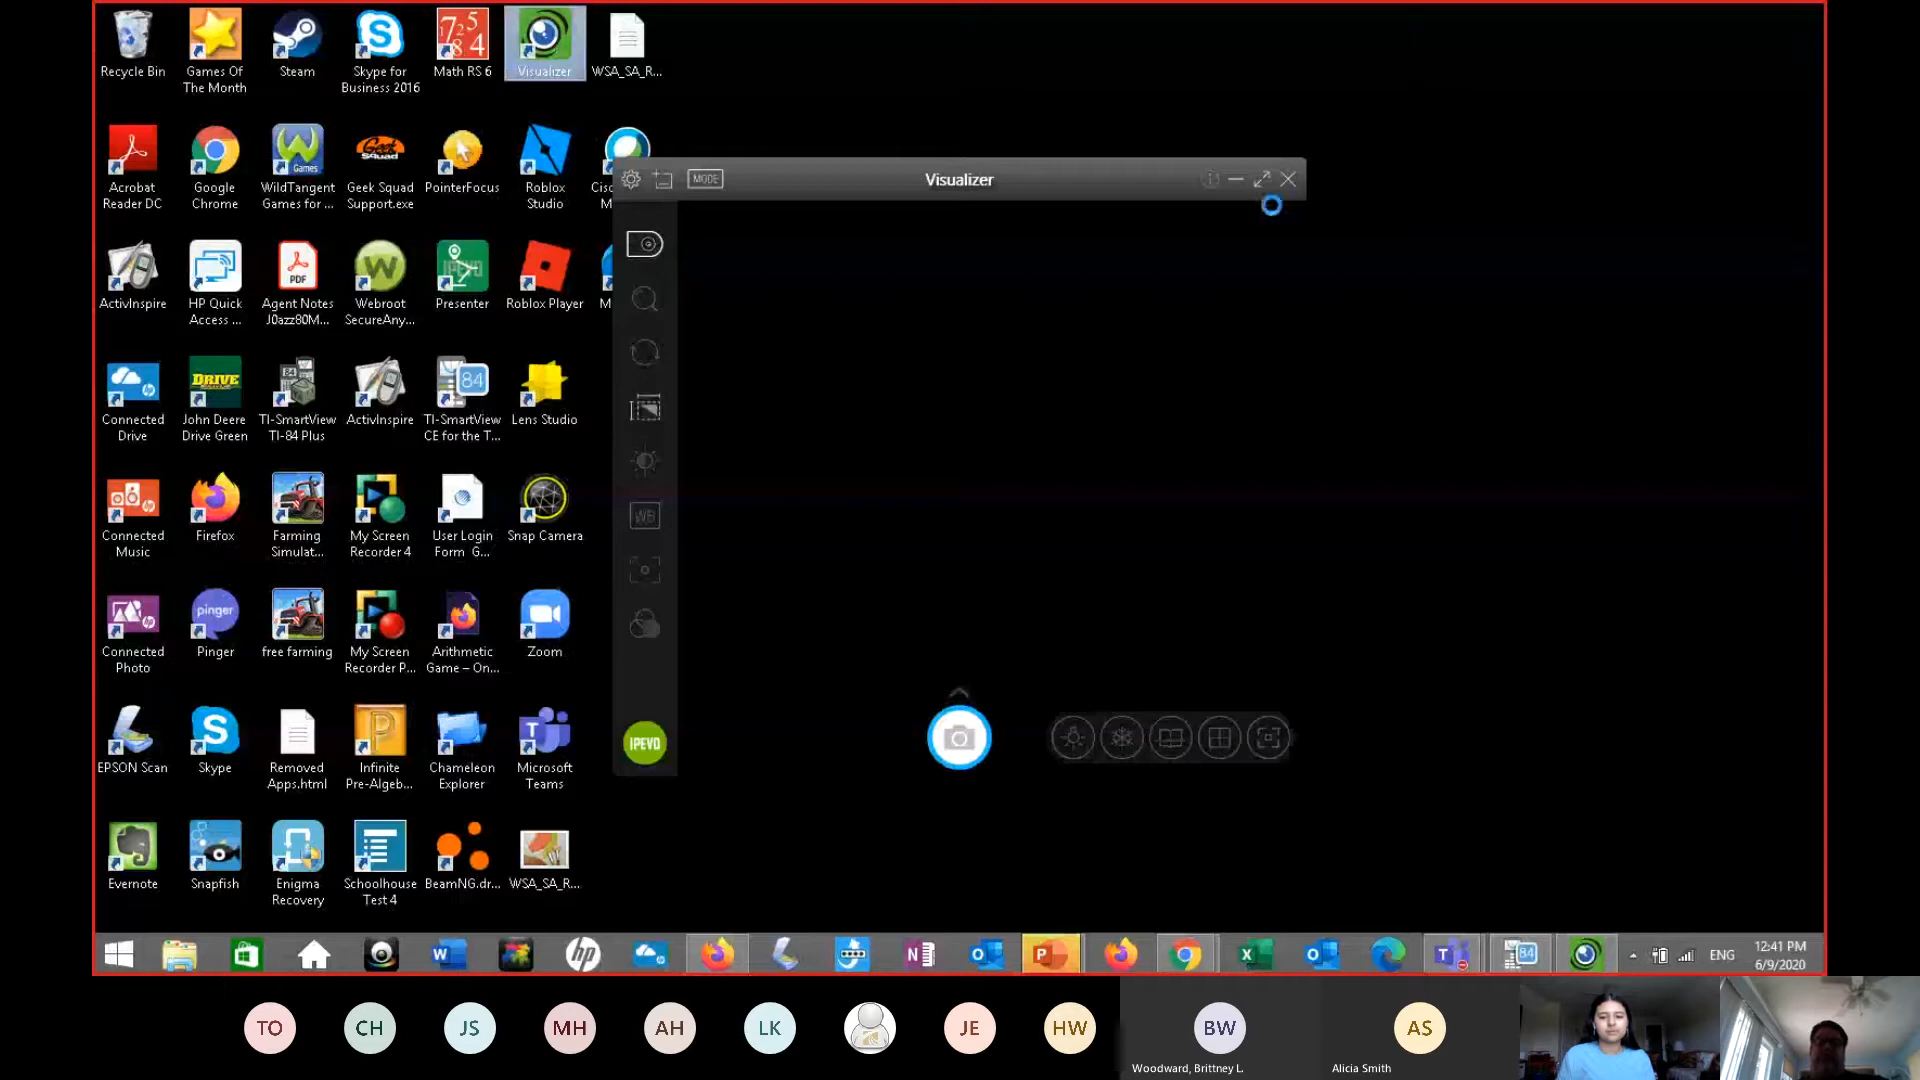 Recycle Bin
Games Of
The Month
Steam
Skype for
Business 2016
Math RS 6
Visualizer
WSA_SA_R...
Acrobat
Reader DC
Google
Chrome
WildTangent
Games for ...
Geek Squad
Support.exe
PointerFocus
Roblox
Studio
Cisc
M
MODE
Visualizer
ActivInspire
HP Quick
Access ...
Agent Notes
J0azz80M...
Webroot
SecureAny...
Presenter
Roblox Player
M
Connected
Drive
John Deere
Drive Green
TI-SmartView
TI-84 Plus
ActivInspire
TI-SmartView
CE for the T...
Lens Studio
Connected
Music
Firefox
Farming
Simulat...
My Screen
Recorder 4
User Login
Form G...
Snap Camera
WB
Connected
Photo
Pinger
free farming
My Screen
Recorder P...
Arithmetic
Game – On...
Zoom
EPSON Scan
Skype
Removed
Apps.html
Infinite
Pre-Algeb...
Chameleon
Explorer
Microsoft
Teams
IPEVO
Evernote
Snapfish
Enigma
Recovery
Schoolhouse
Test 4
BeamNG.dr...
WSA_SA_R...
ENG
12:41 PM
6/9/2020
TO
CH
JS
MH
AH
LK
JE
HW
BW
AS
Woodward, Brittney L.
Alicia Smith